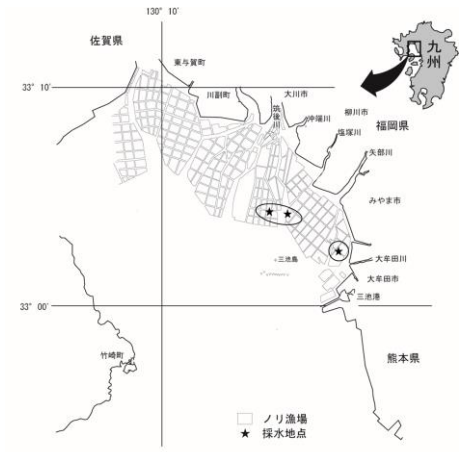 130° 10′
九州
佐賀県
東与賀町
33° 10′
川副町
大川市
筑後川
沖端川
柳川市
福岡県
塩塚川
矢部川
みやま市
三池島
大牟田川
大牟田市
三池港
33° 00′
竹崎町
熊本県
ノリ漁場
採水地点